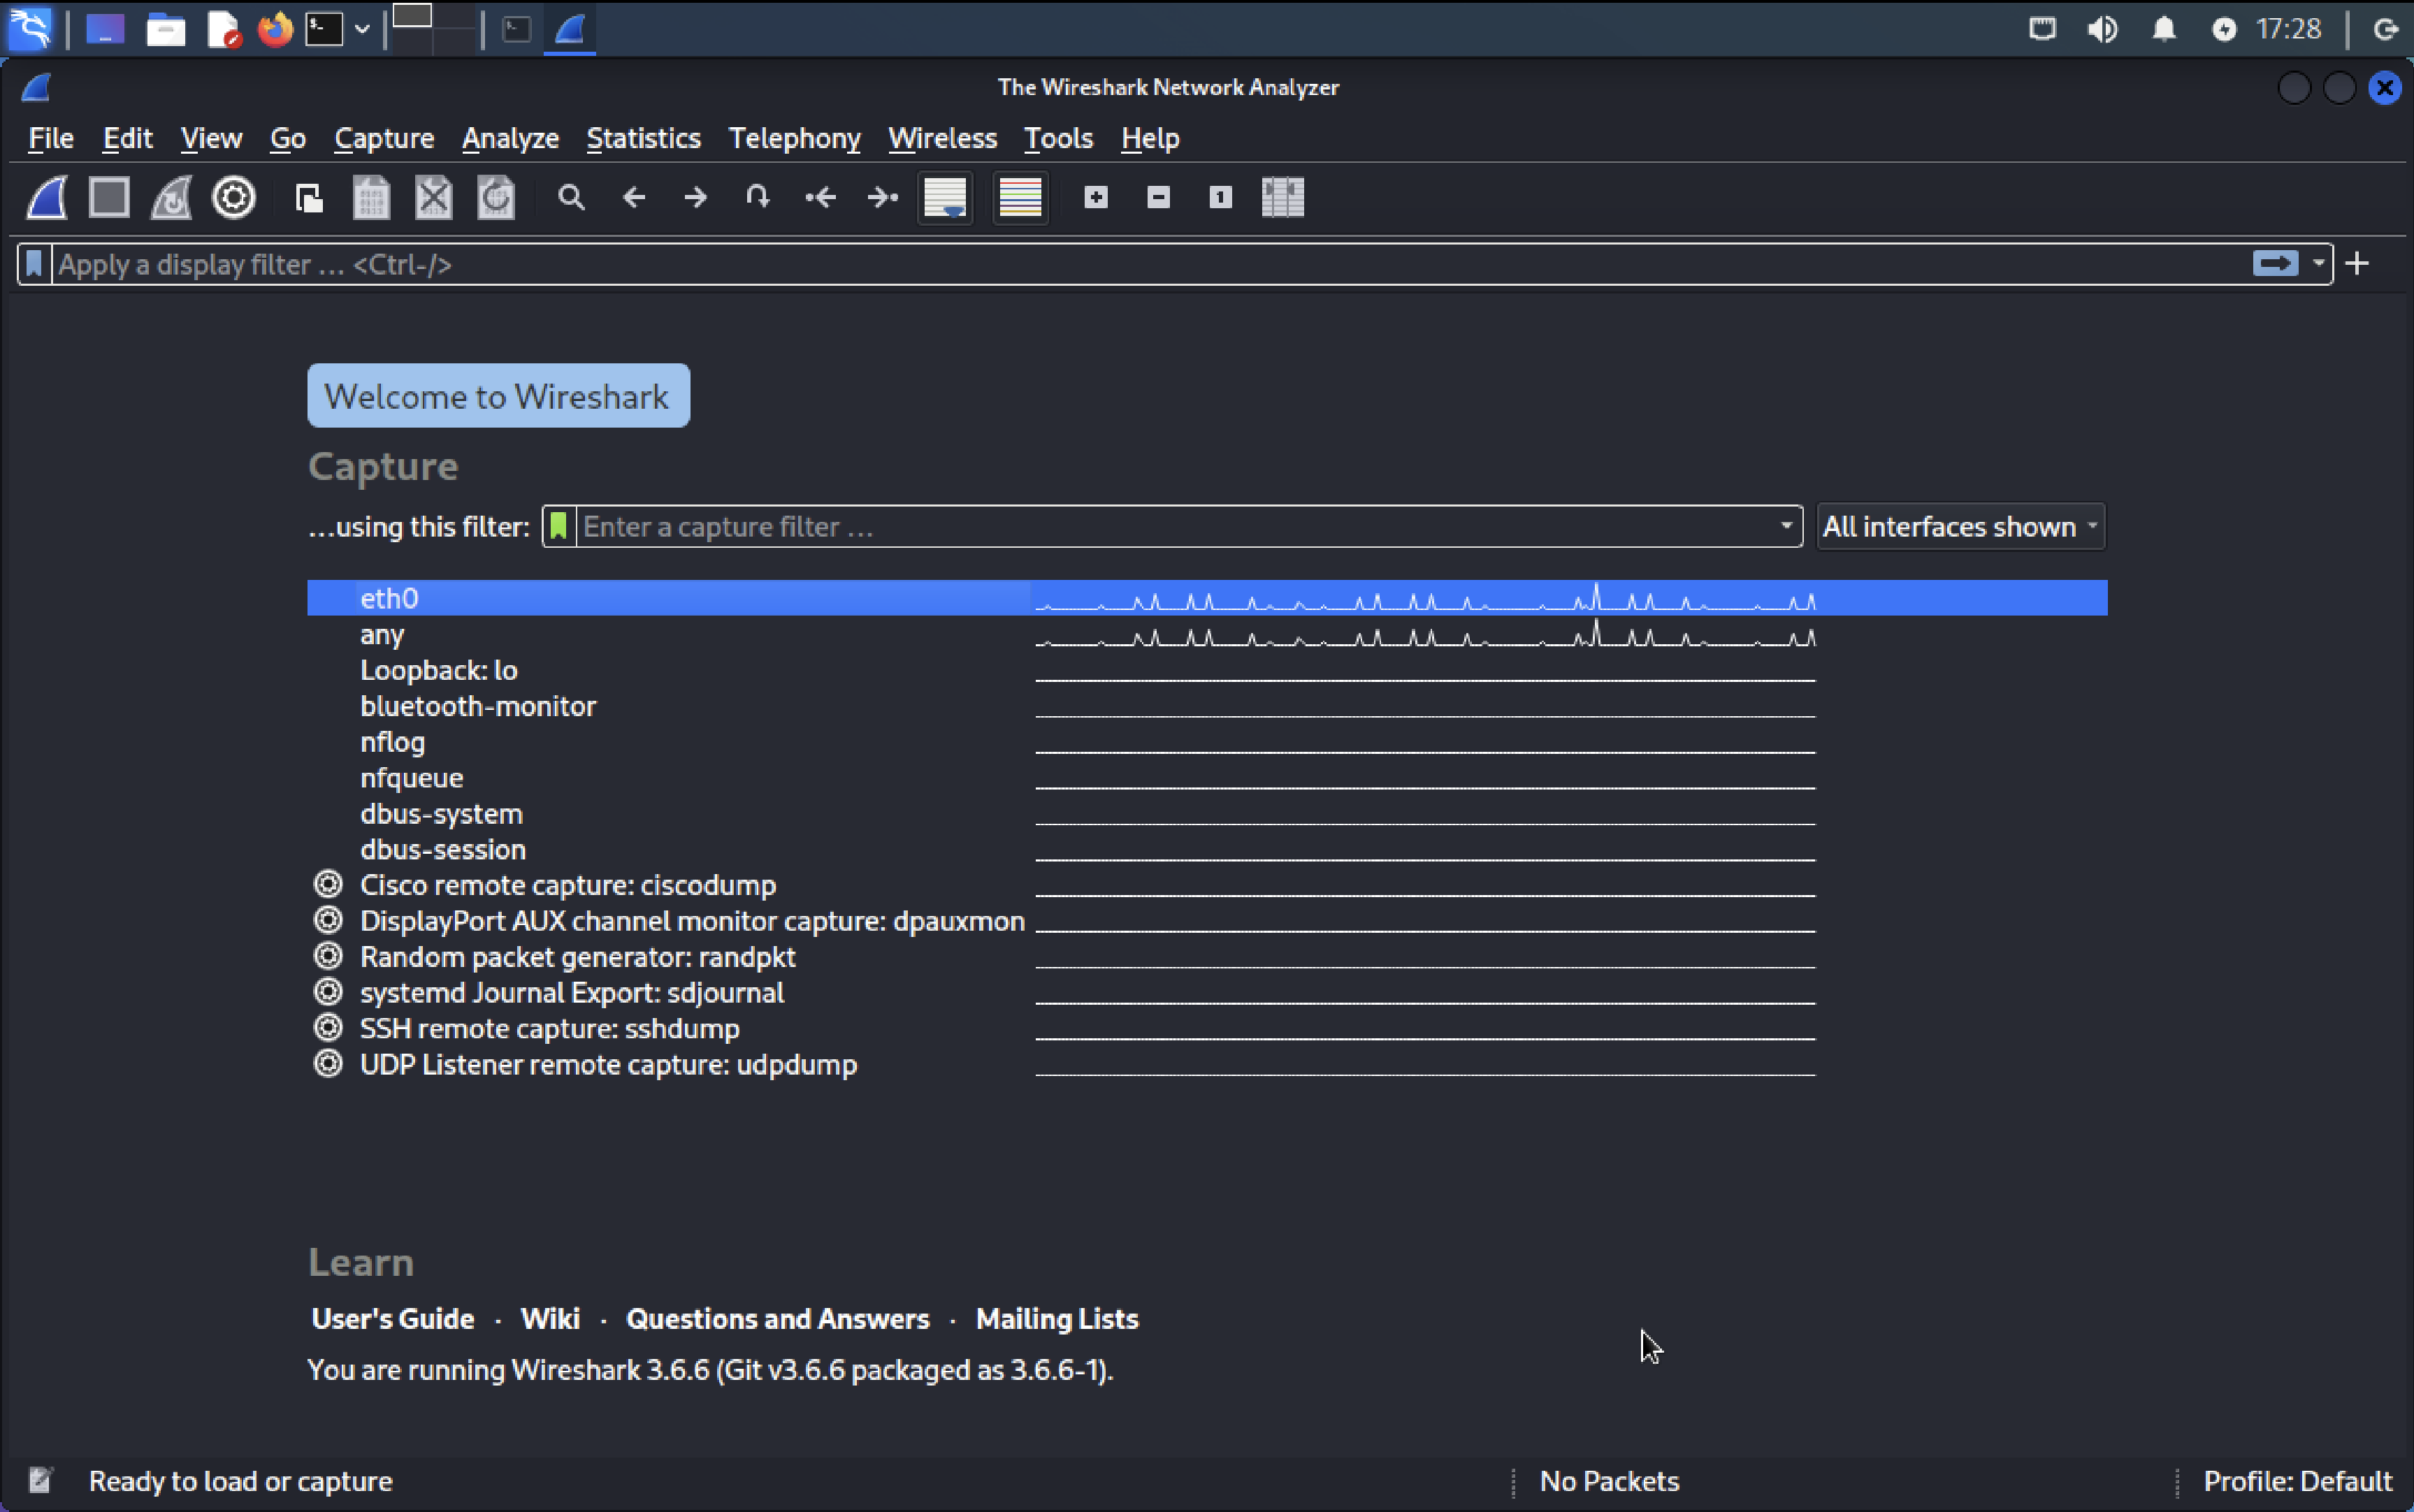 17:28
The Wireshark Network Analyzer
File Edit View Go Capture Analyze Statistics Telephony Wireless Tools Help
Apply a display filter … <Ctrl-/>
Welcome to Wireshark
Capture
…using this filter: Enter a capture filter … All interfaces shown
eth0
any
Loopback: lo
bluetooth-monitor
nflog
nfqueue
dbus-system
dbus-session
Cisco remote capture: ciscodump
DisplayPort AUX channel monitor capture: dpauxmon
Random packet generator: randpkt
systemd Journal Export: sdjournal
SSH remote capture: sshdump
UDP Listener remote capture: udpdump
Learn
User's Guide · Wiki · Questions and Answers · Mailing Lists
You are running Wireshark 3.6.6 (Git v3.6.6 packaged as 3.6.6-1).
Ready to load or capture No Packets Profile: Default